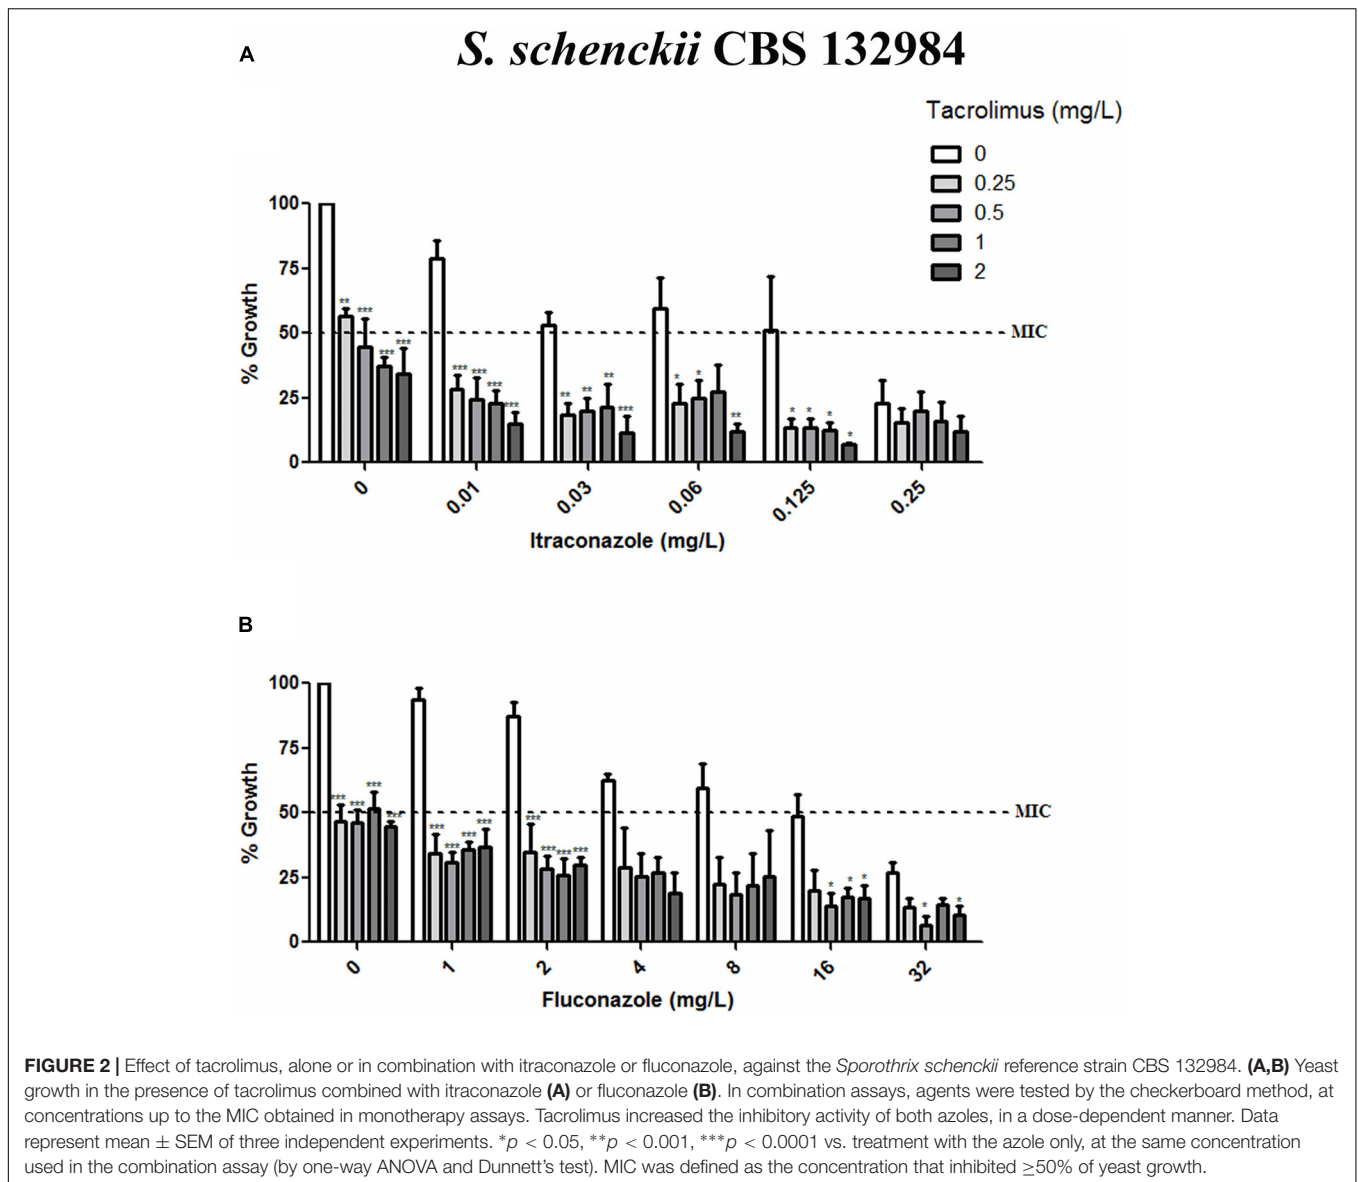 A
S. schenckii CBS 132984
Tacrolimus (mg/L)
0
0.25
0.5
1
2
% Growth
100
75
50
25
0
MIC
** *** *** ***
*** *** *** ***
** ** ** ***
* * **
* * * *
0 0.01 0.03 0.06 0.125 0.25
Itraconazole (mg/L)
B
% Growth
100
75
50
25
0
MIC
*** *** *** ***
*** *** *** ***
*** *** *** ***
* * *
* *
0 1 2 4 8 16 32
Fluconazole (mg/L)
FIGURE 2 | Effect of tacrolimus, alone or in combination with itraconazole or fluconazole, against the Sporothrix schenckii reference strain CBS 132984. (A,B) Yeast
growth in the presence of tacrolimus combined with itraconazole (A) or fluconazole (B). In combination assays, agents were tested by the checkerboard method, at
concentrations up to the MIC obtained in monotherapy assays. Tacrolimus increased the inhibitory activity of both azoles, in a dose-dependent manner. Data
represent mean ± SEM of three independent experiments. *p < 0.05, **p < 0.001, ***p < 0.0001 vs. treatment with the azole only, at the same concentration
used in the combination assay (by one-way ANOVA and Dunnett's test). MIC was defined as the concentration that inhibited ≥50% of yeast growth.